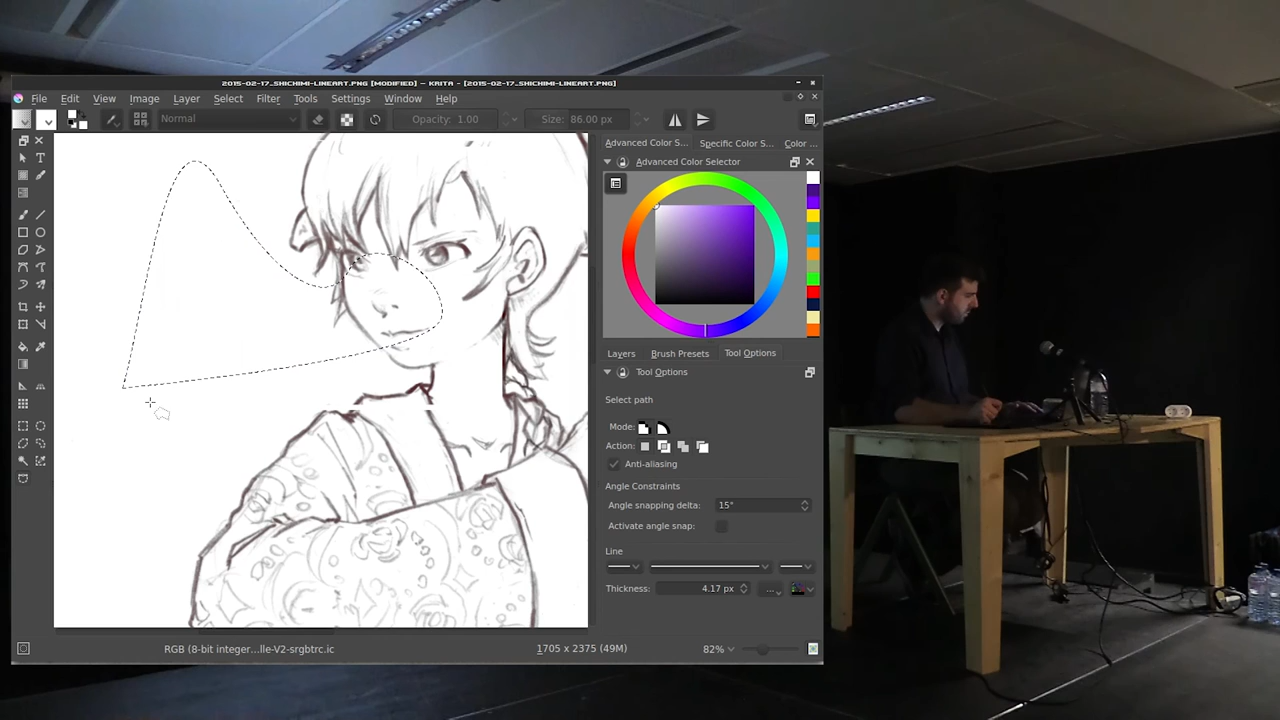 2015-02-17_SHICHIMI-LINEART.PNG [MODIFIED] – KRITA - [2015-02-17_SHICHIMI-LINEART.PNG]
File Edit View Image Layer Select Filter Tools Settings Window Help
Normal Opacity: 1.00 Size: 86.00 px
Advanced Color S... Specific Color S... Color ...
Advanced Color Selector
Layers Brush Presets Tool Options
Tool Options
Select path
Mode:
Action:
Anti-aliasing
Angle Constraints
Angle snapping delta: 15°
Activate angle snap:
Line
Thickness: 4.17 px ...
RGB (8-bit integer...lle-V2-srgbtrc.ic 1705 x 2375 (49M) 82%